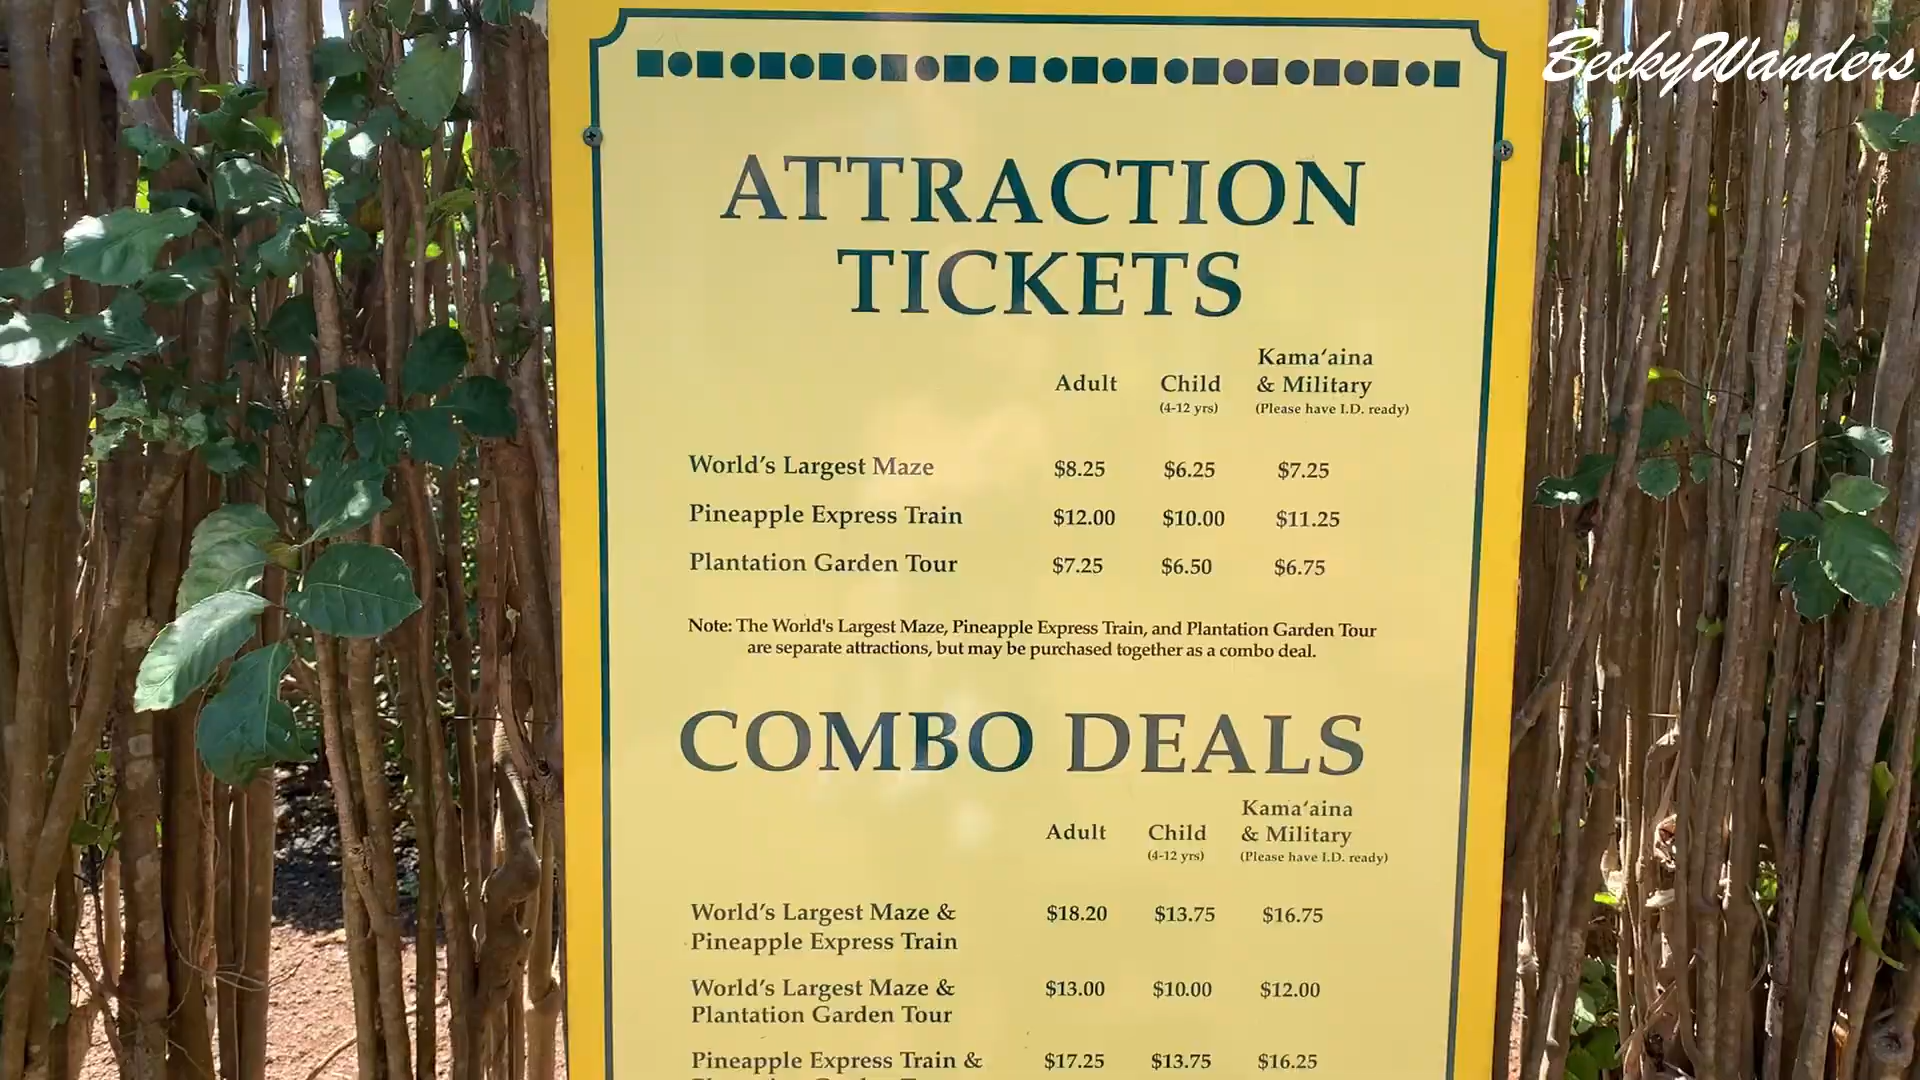 BeckyWanders
ATTRACTION
TICKETS
Adult Child Kama‘aina & Military
(4-12 yrs) (Please have I.D. ready)
World's Largest Maze $8.25 $6.25 $7.25
Pineapple Express Train $12.00 $10.00 $11.25
Plantation Garden Tour $7.25 $6.50 $6.75
Note: The World's Largest Maze, Pineapple Express Train, and Plantation Garden Tour
are separate attractions, but may be purchased together as a combo deal.
COMBO DEALS
Adult Child Kama‘aina & Military
(4-12 yrs) (Please have I.D. ready)
World's Largest Maze & $18.20 $13.75 $16.75
Pineapple Express Train
World's Largest Maze & $13.00 $10.00 $12.00
Plantation Garden Tour
Pineapple Express Train & $17.25 $13.75 $16.25